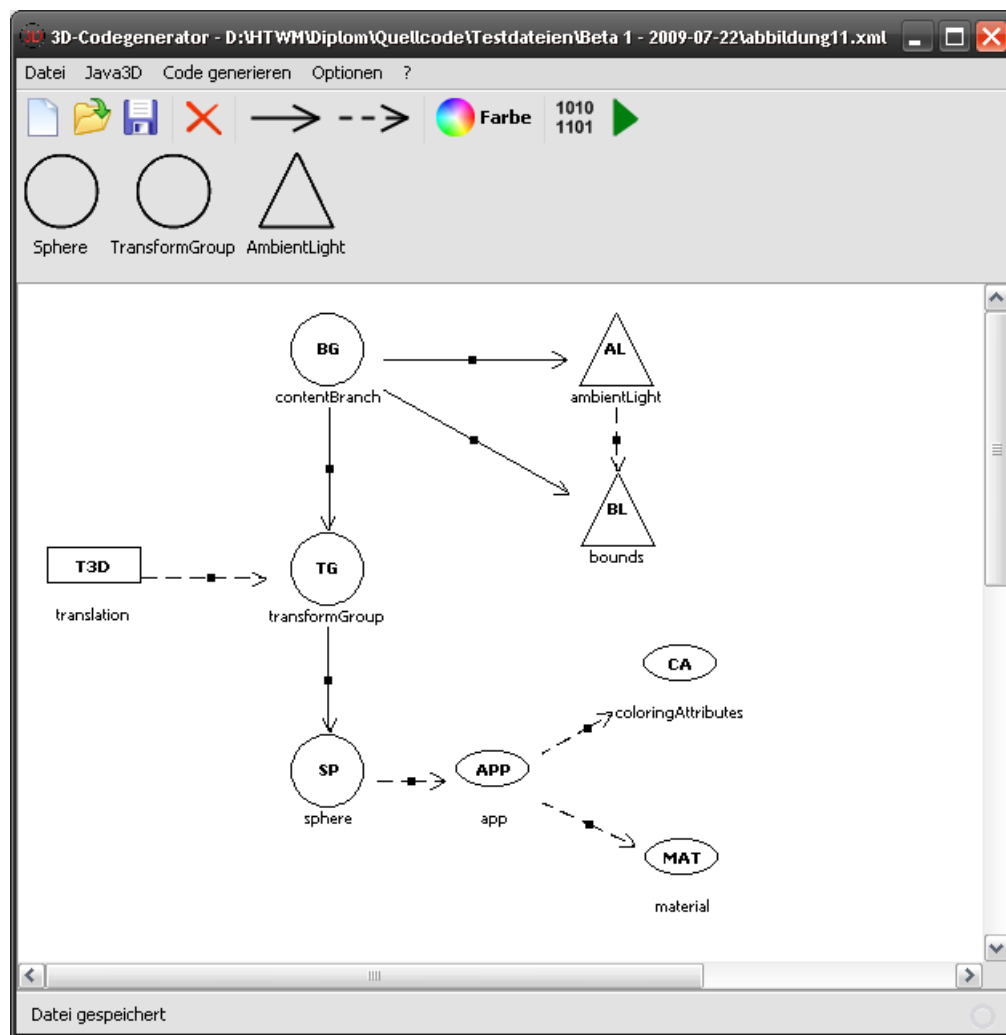 3D-Codegenerator - D:\HTWM\Diplom\Quellcode\Testdateien\Beta 1 - 2009-07-22\abbildung11.xml
Datei Java3D Code generieren Optionen ?
Farbe
1010
1101
Sphere TransformGroup AmbientLight
BG
contentBranch
AL
ambientLight
BL
bounds
T3D
translation
TG
transformGroup
CA
coloringAttributes
SP
sphere
APP
app
MAT
material
Datei gespeichert